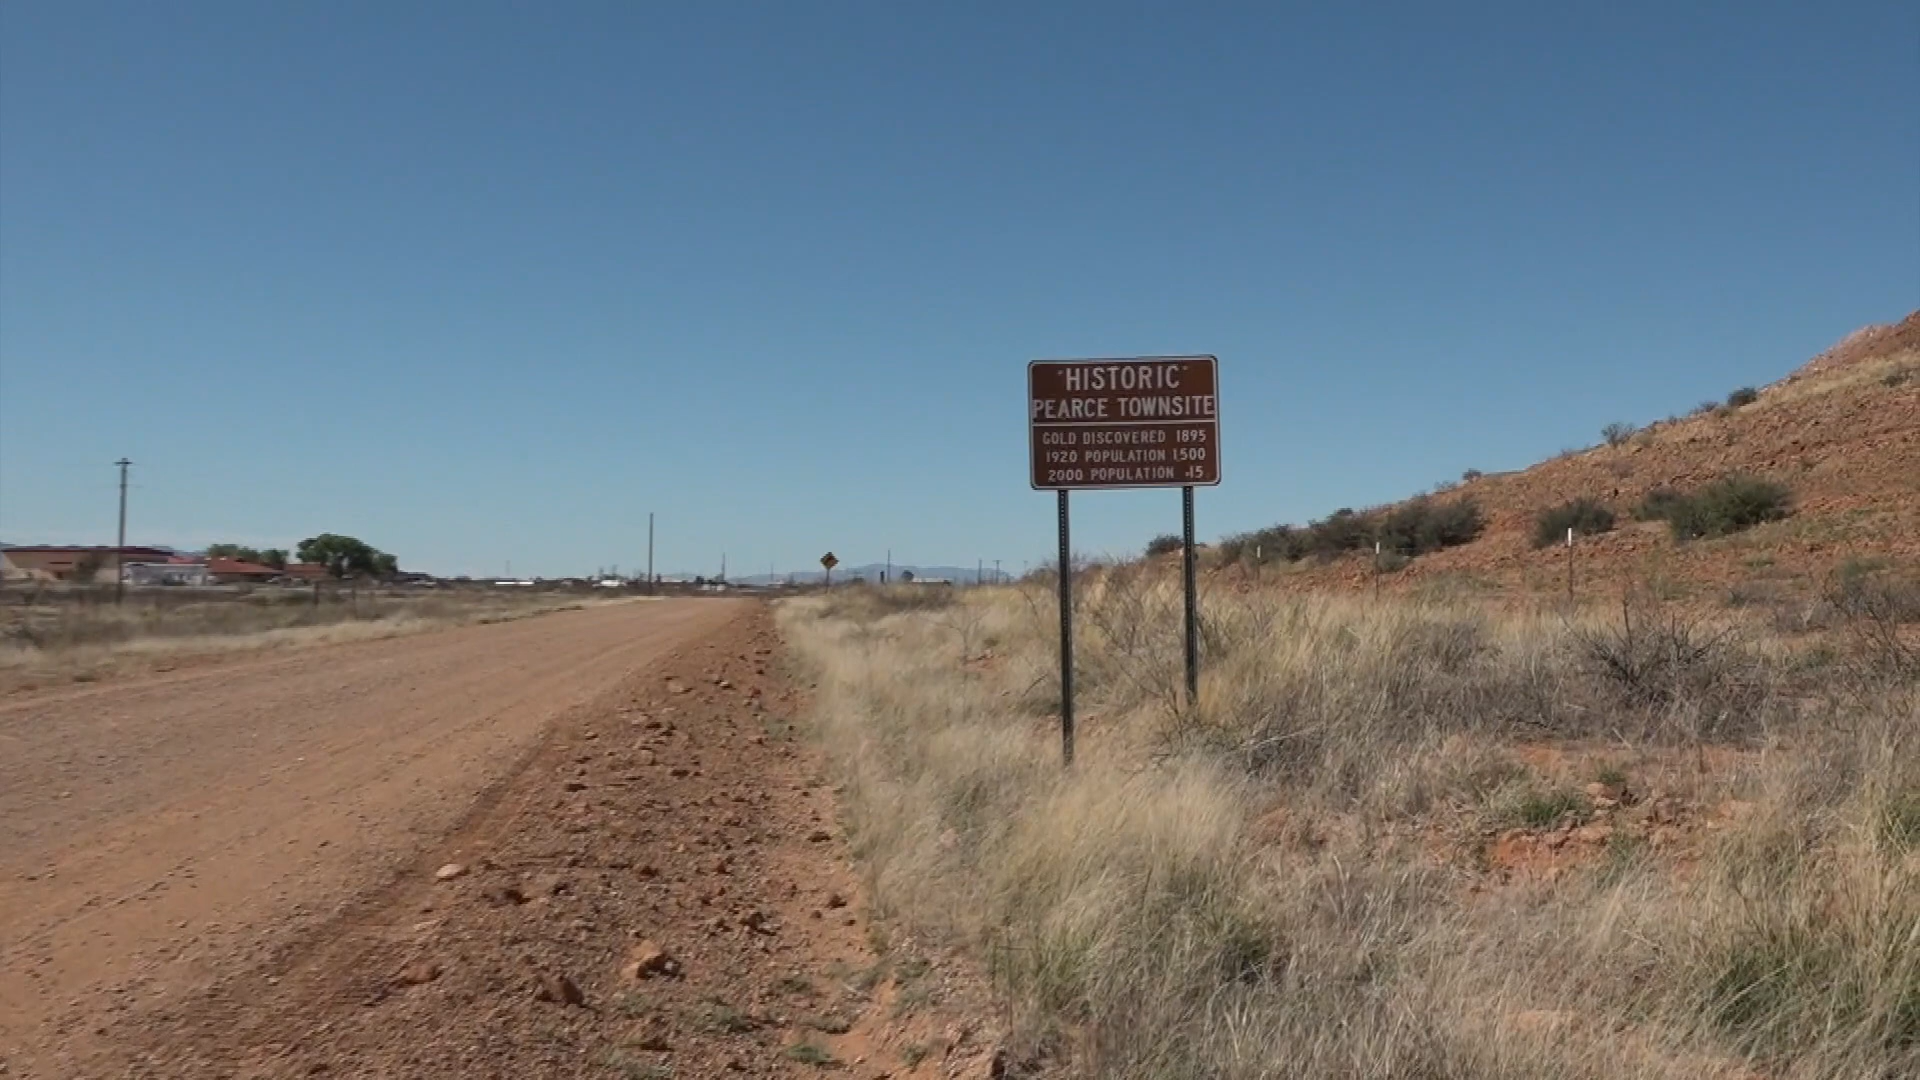 "HISTORIC"
PEARCE TOWNSITE
GOLD DISCOVERED 1895
1920 POPULATION 1500
2000 POPULATION 15